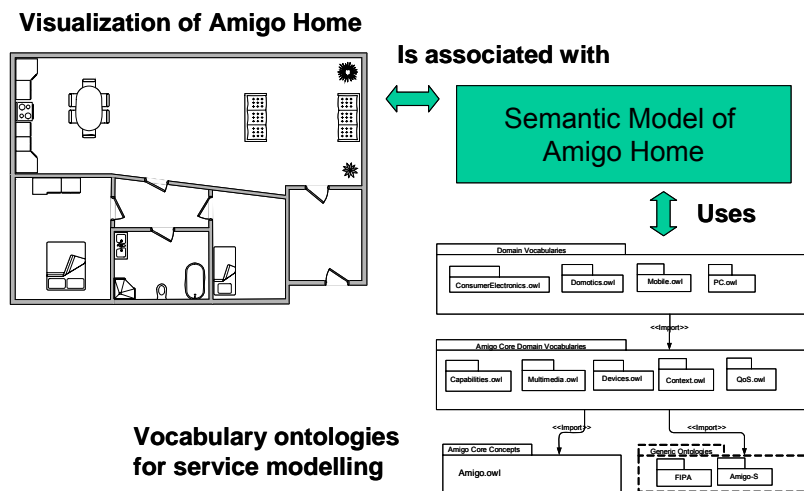 Visualization of Amigo Home
Is associated with
Semantic Model of
Amigo Home
Uses
Domain Vocabularies
ConsumerElectronics.owl
Domotics.owl
Mobile.owl
PC.owl
<<Import>>
Amigo Core Domain Vocabularies
Capabilities.owl
Multimedia.owl
Devices.owl
Context.owl
QoS.owl
<<Import>>
<<Import>>
Vocabulary ontologies
for service modelling
Amigo Core Concepts
Amigo.owl
Generic Ontologies
FIPA
Amigo-S